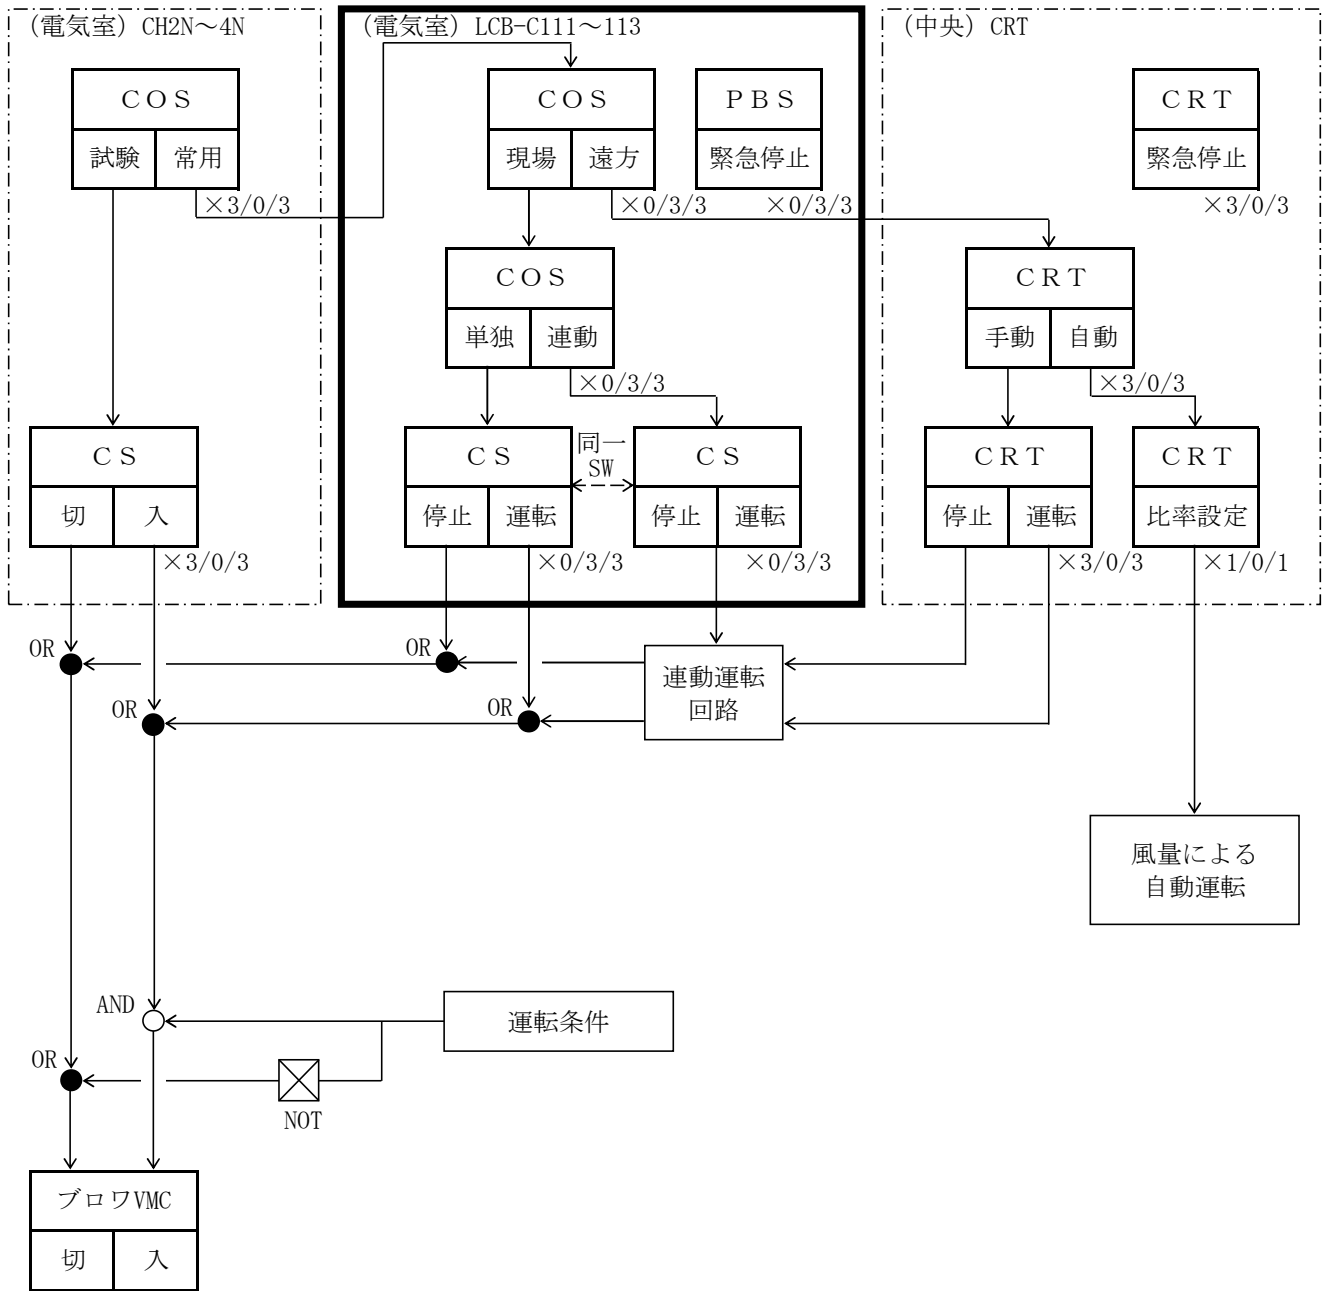 （電気室）CH2N～4N
（電気室）LCB-C111～113
（中央）CRT
ＣＯＳ
試験 常用
×3/0/3
ＣＯＳ
現場 遠方
×0/3/3
ＰＢＳ
緊急停止
×0/3/3
ＣＲＴ
緊急停止
×3/0/3
ＣＯＳ
単独 連動
×0/3/3
ＣＲＴ
手動 自動
×3/0/3
ＣＳ
切 入
×3/0/3
ＣＳ
停止 運転
×0/3/3
同一
SW
ＣＳ
停止 運転
×0/3/3
ＣＲＴ
停止 運転
×3/0/3
ＣＲＴ
比率設定
×1/0/1
OR
OR
OR
OR
連動運転
回路
風量による
自動運転
AND
運転条件
OR
NOT
ブロワVMC
切 入